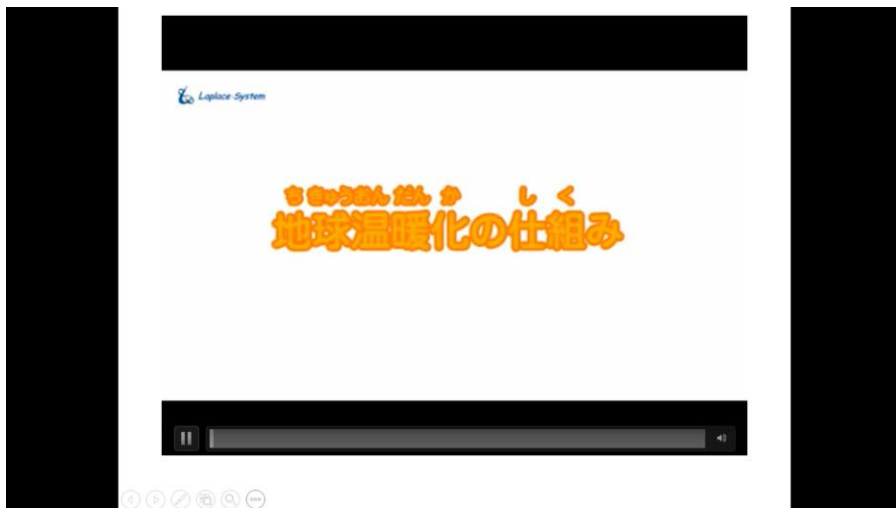 Laplace System
ち きゅうおん だん か し く
地球温暖化の仕組み